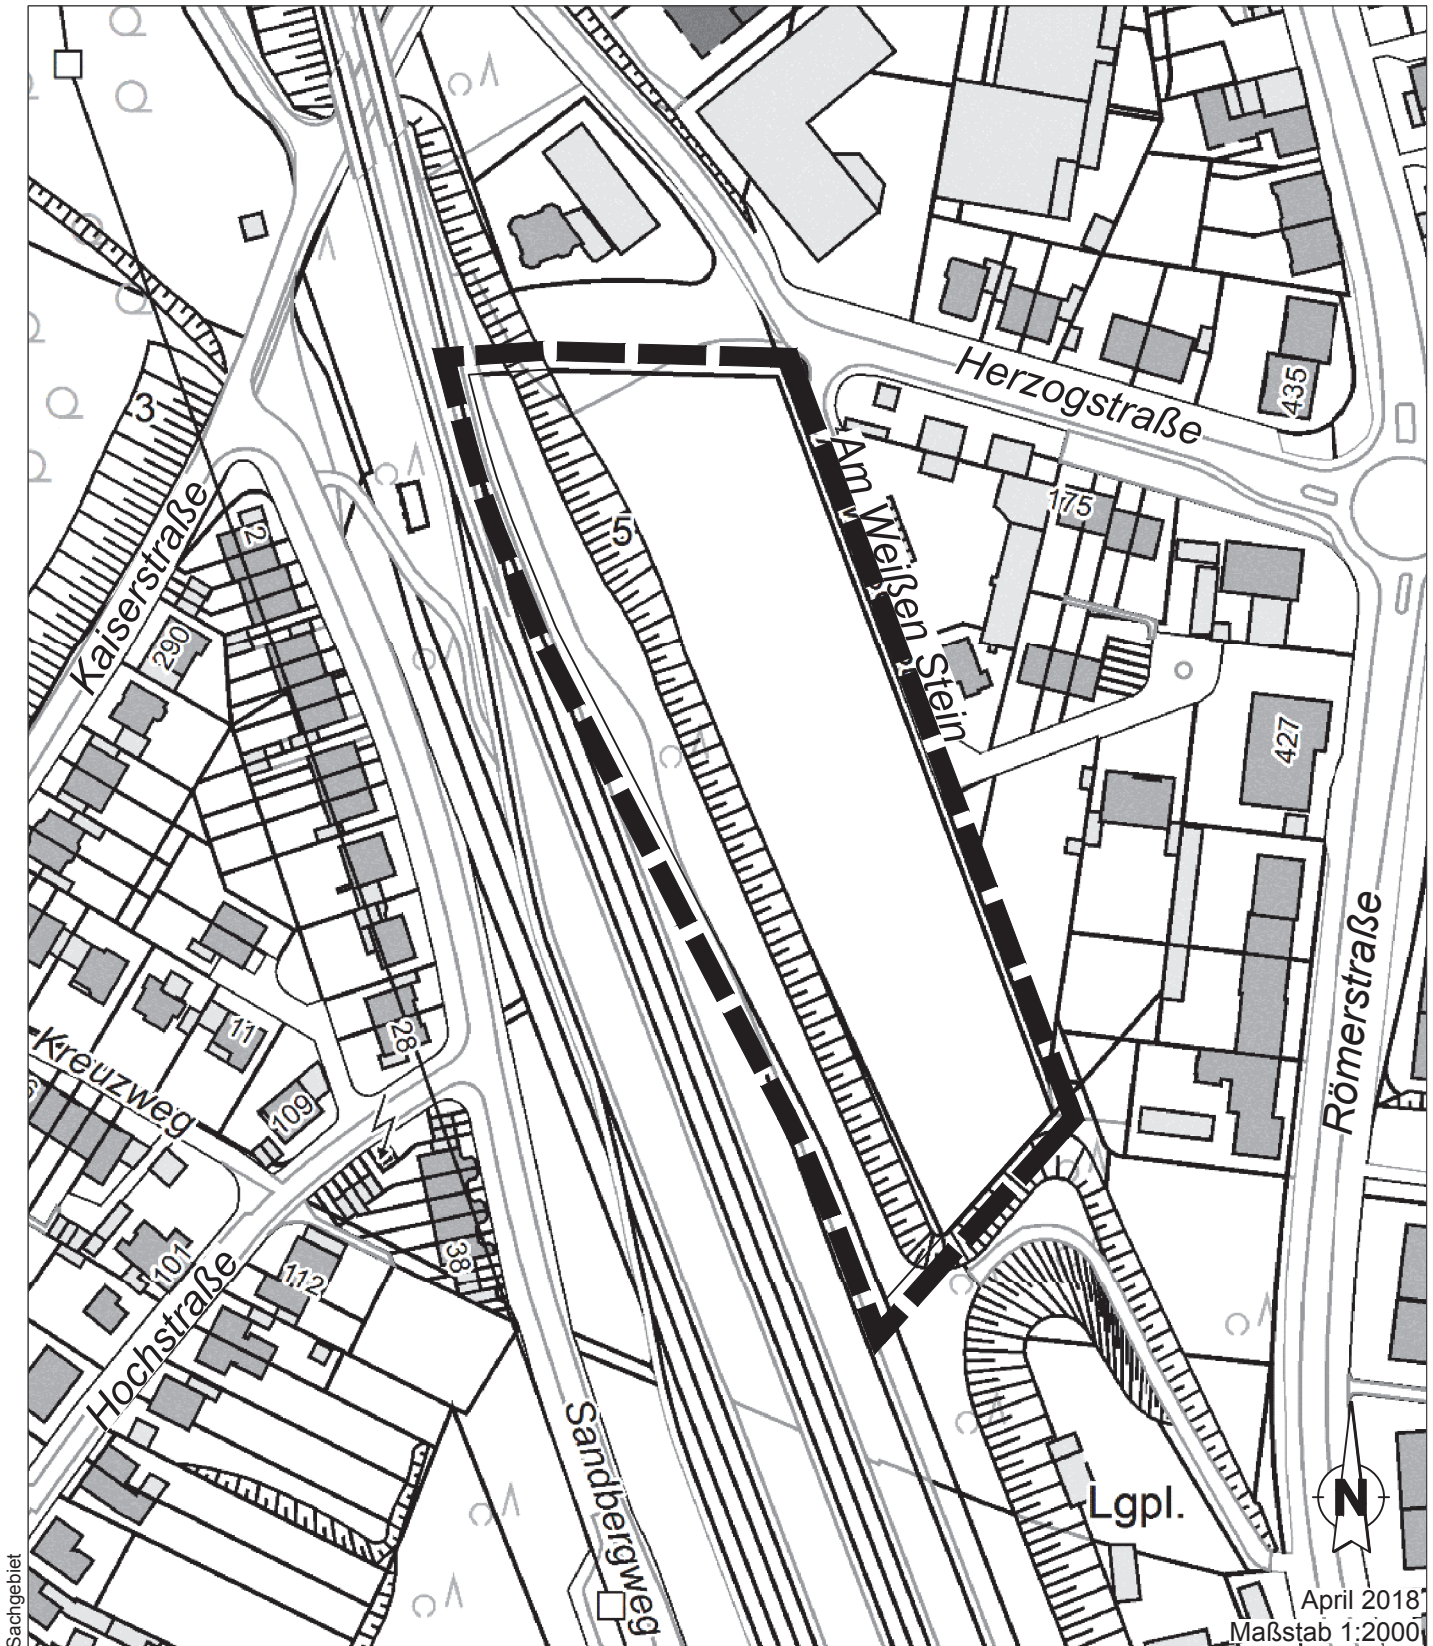 Herzogstraße
435
3
Am Weißen Stein
175
5
2
Kaiserstraße
290
427
Römerstraße
28
11
Kreuzweg
109
101
38
112
Hochstraße
Sandbergweg
Lgpl.
N
Sachgebiet
April 2018
Maßstab 1:2000